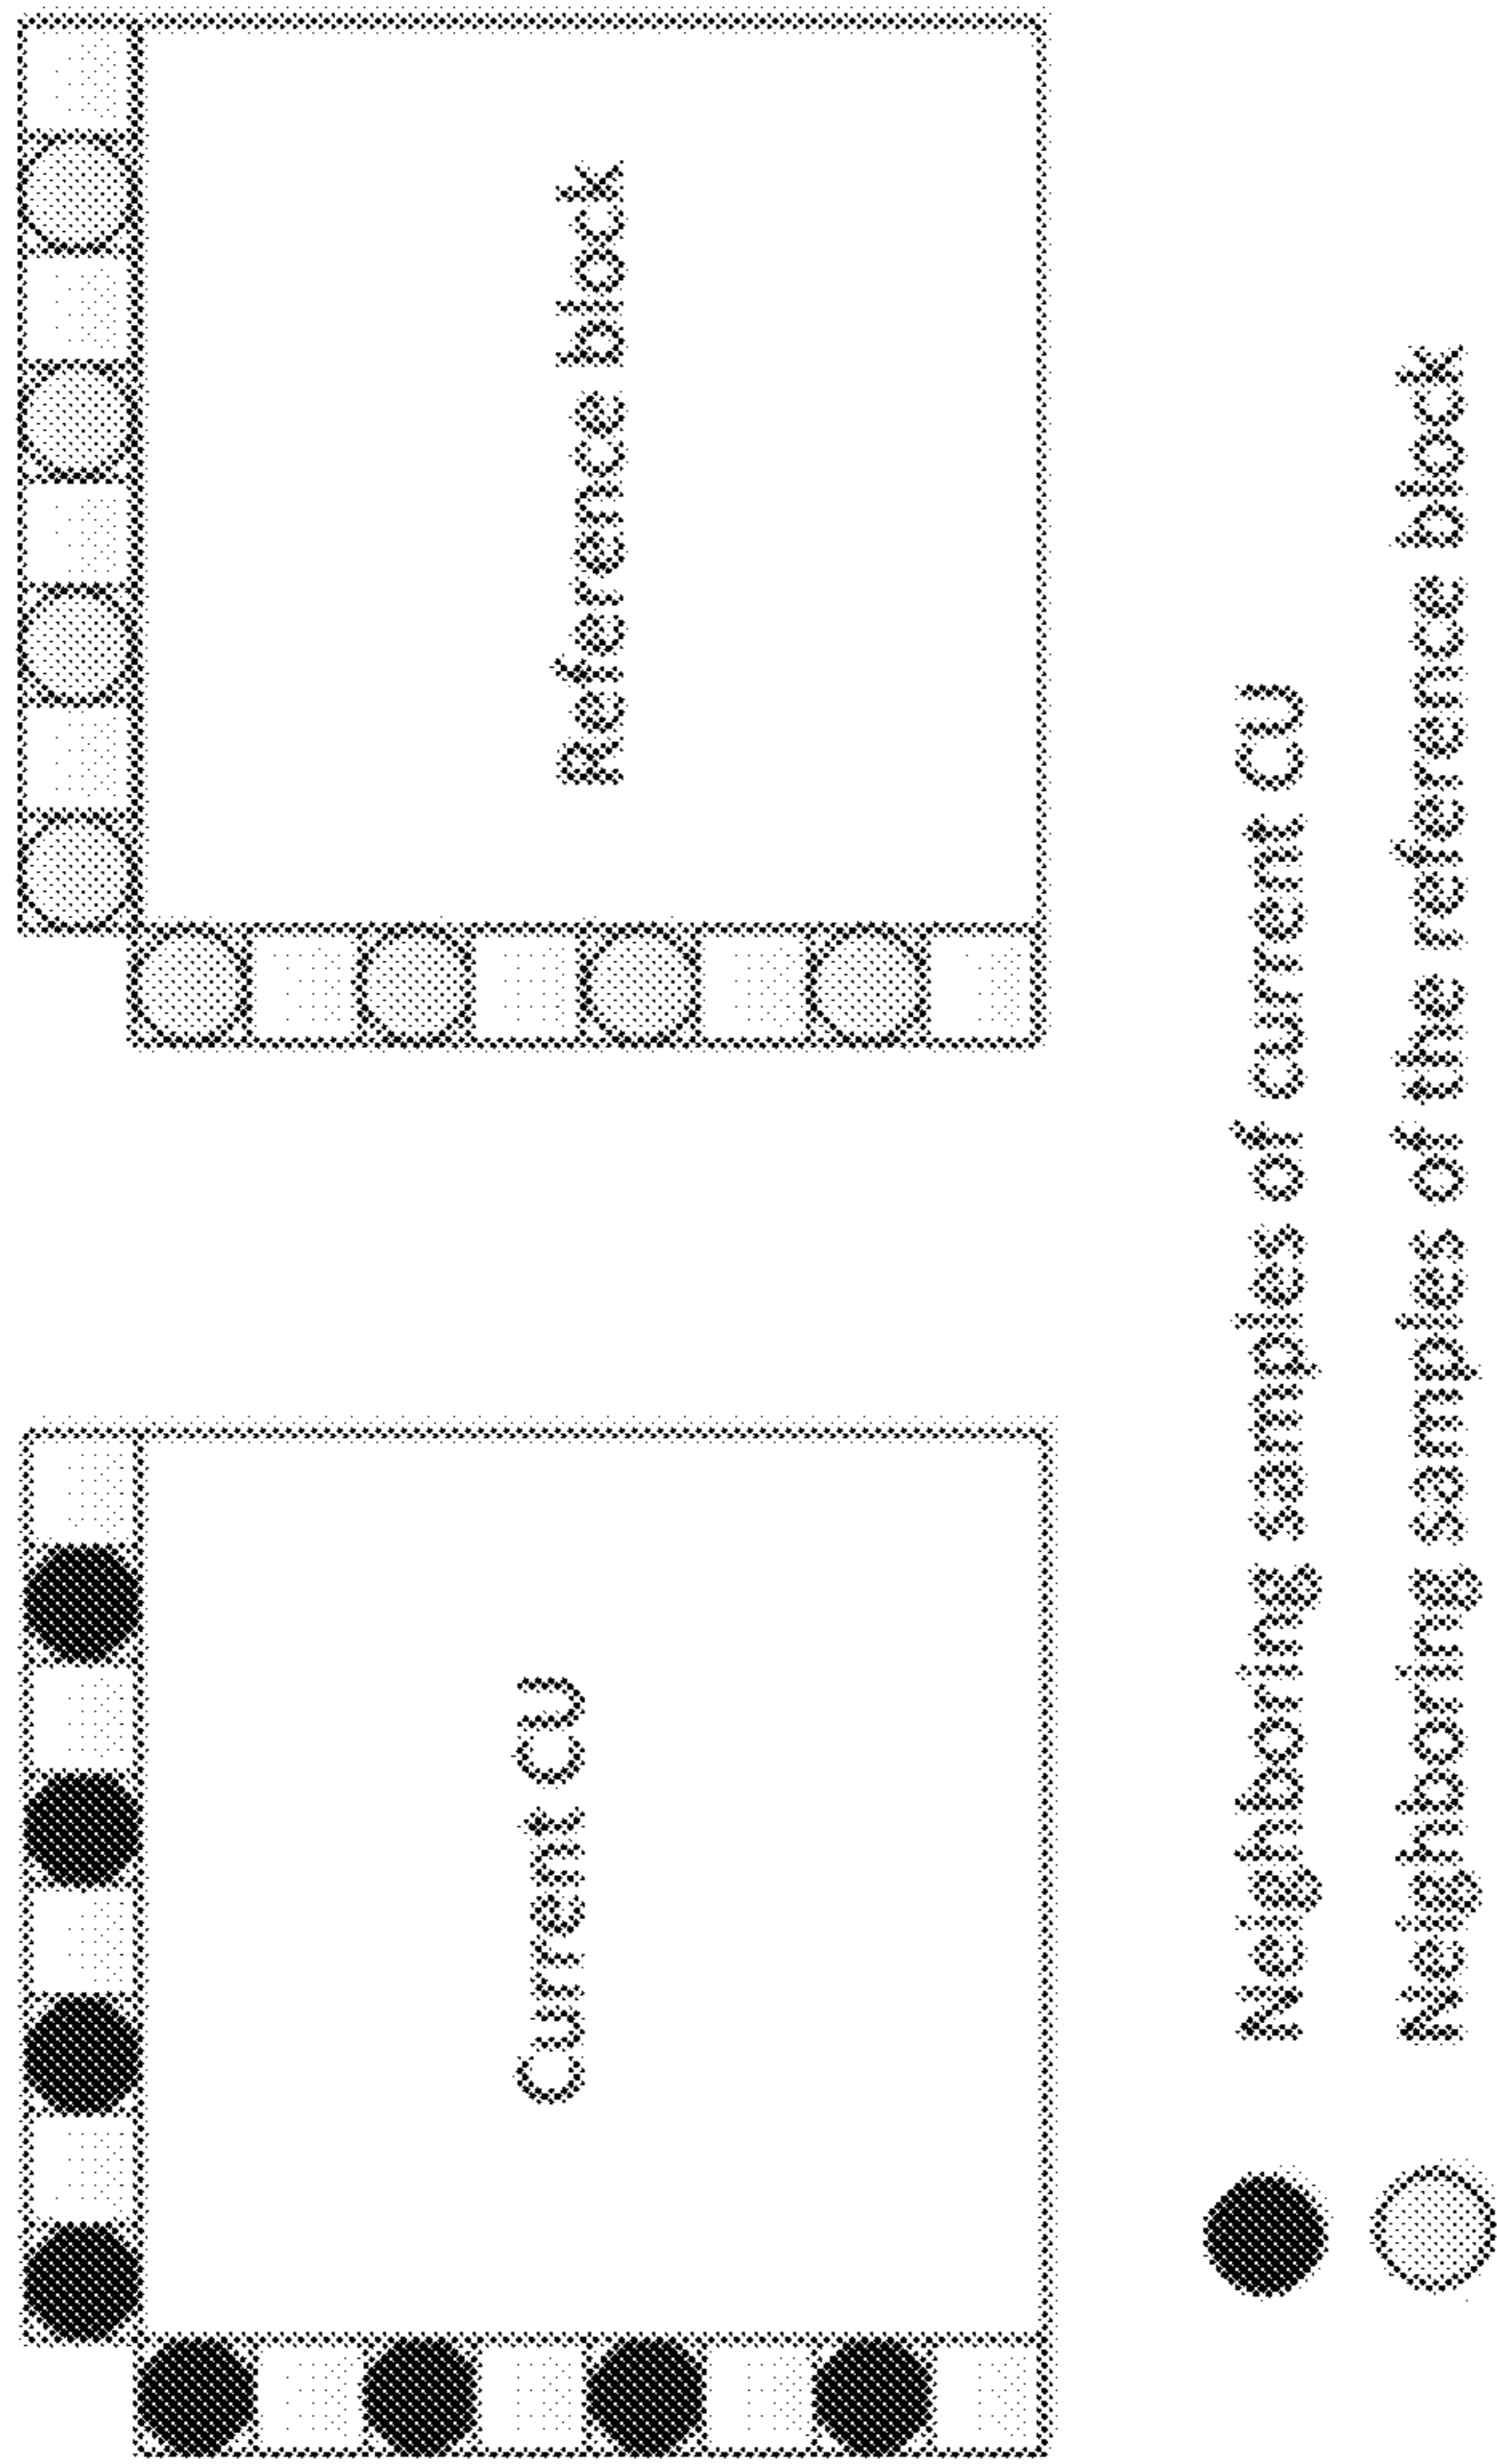 Current CU
Reference block
Neighboring samples of current CU
Neighboring samples of the reference block